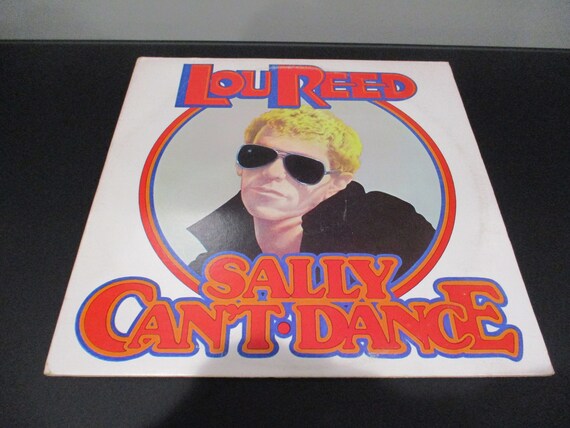 LOU REED
SALLY
CAN'T · DANCE